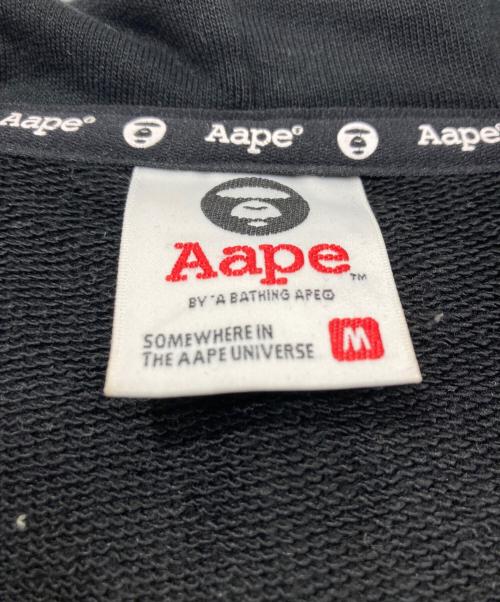 Aape® Aape® Aape
Aape™
BY *A BATHING APE®
SOMEWHERE IN
THE AAPE UNIVERSE
M